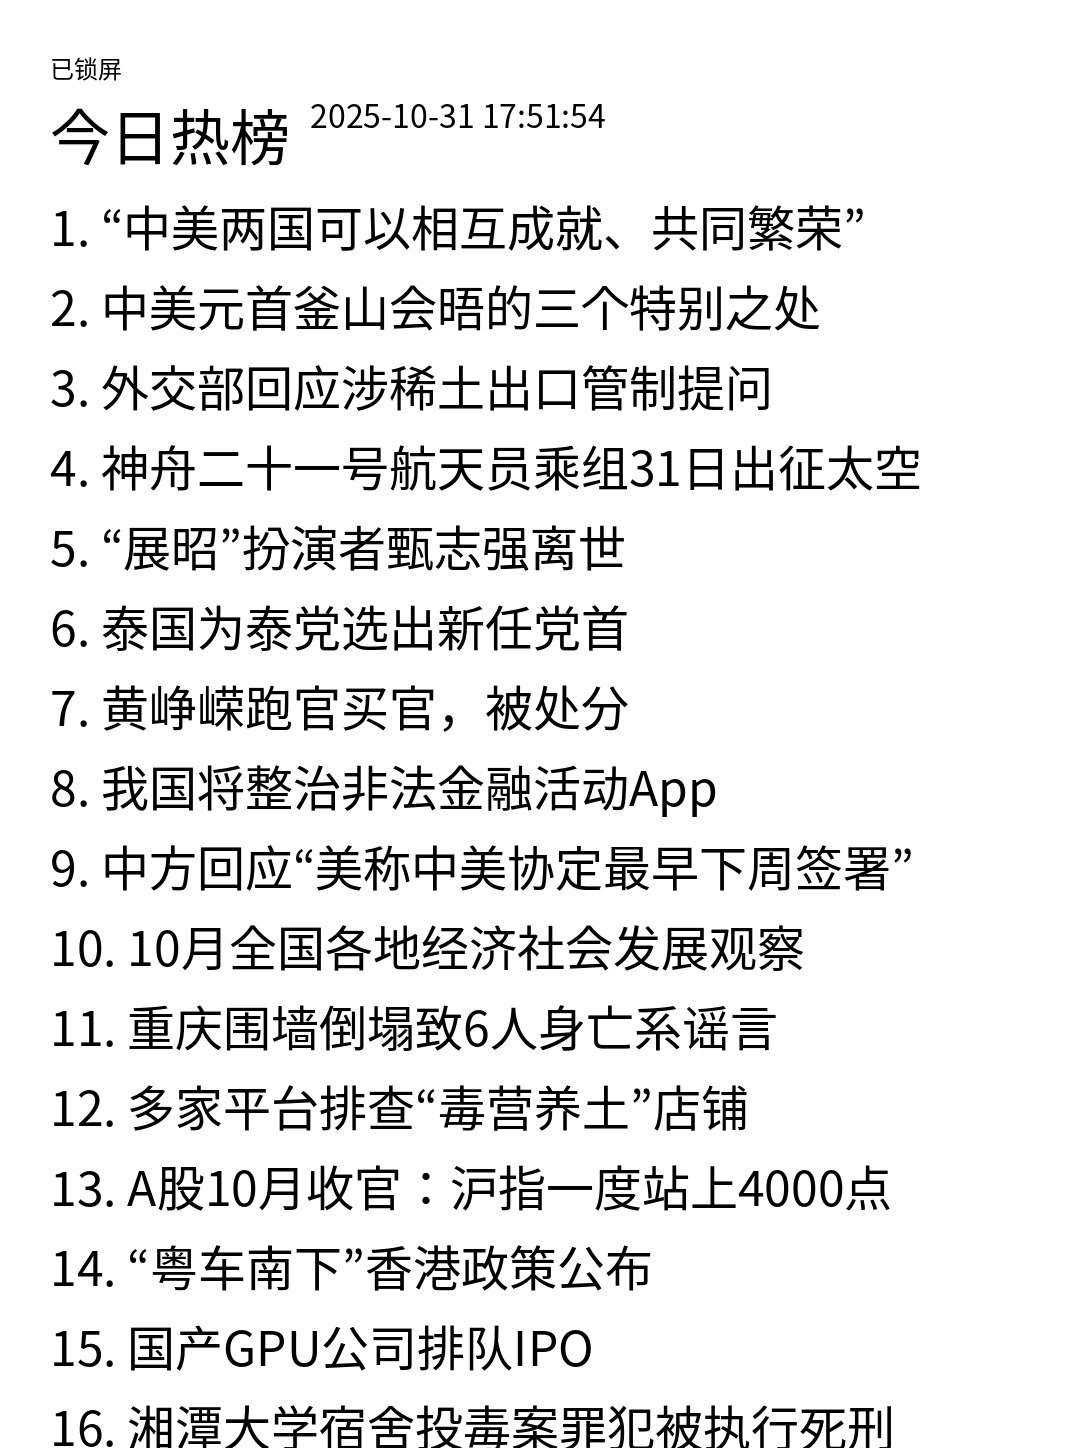 已锁屏
今日热榜 2025-10-31 17:51:54
1. “中美两国可以相互成就、共同繁荣”
2. 中美元首釜山会晤的三个特别之处
3. 外交部回应涉稀土出口管制提问
4. 神舟二十一号航天员乘组31日出征太空
5. “展昭”扮演者甄志强离世
6. 泰国为泰党选出新任党首
7. 黄峥嵘跑官买官，被处分
8. 我国将整治非法金融活动App
9. 中方回应“美称中美协定最早下周签署”
10. 10月全国各地经济社会发展观察
11. 重庆围墙倒塌致6人身亡系谣言
12. 多家平台排查“毒营养土”店铺
13. A股10月收官：沪指一度站上4000点
14. “粤车南下”香港政策公布
15. 国产GPU公司排队IPO
16. 湘潭大学宿舍投毒案罪犯被执行死刑